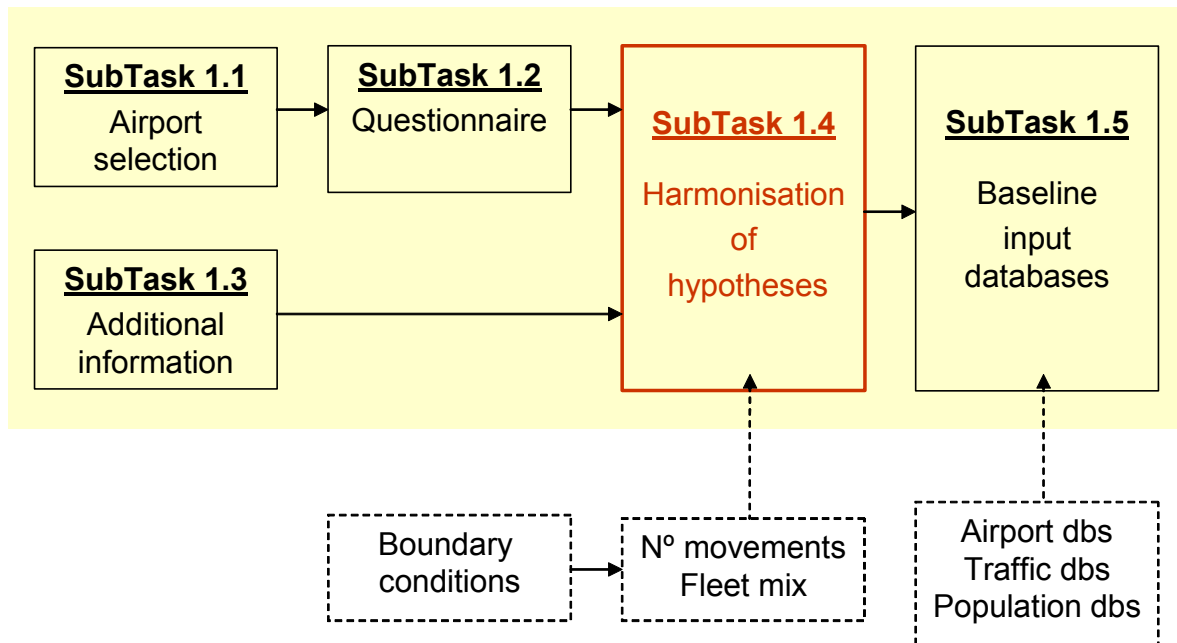 SubTask 1.1
Airport
selection
SubTask 1.2
Questionnaire
SubTask 1.3
Additional
information
SubTask 1.4
Harmonisation
of
hypotheses
SubTask 1.5
Baseline
input
databases
Boundary
conditions
Nº movements
Fleet mix
Airport dbs
Traffic dbs
Population dbs